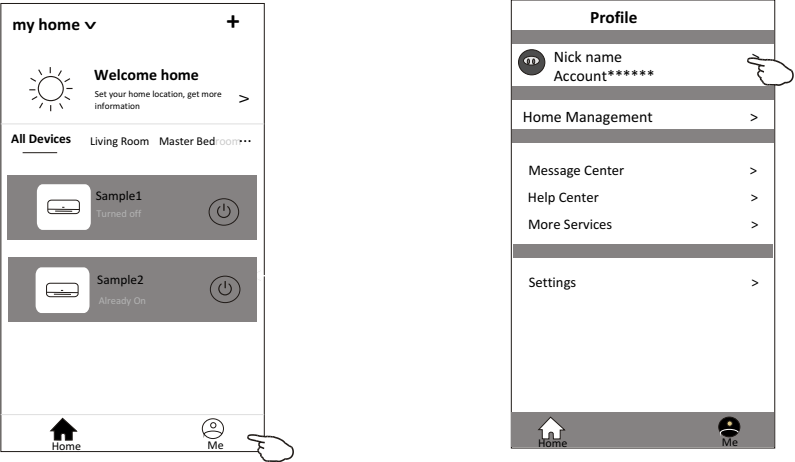 my home
+
Welcome home
Set your home location, get more
information
>
All Devices Living Room Master Bedroom ...
Sample1
Turned off
Sample2
Already On
Home Me
Profile
Nick name
Account******
Home Management >
Message Center >
Help Center >
More Services >
Settings >
Home Me